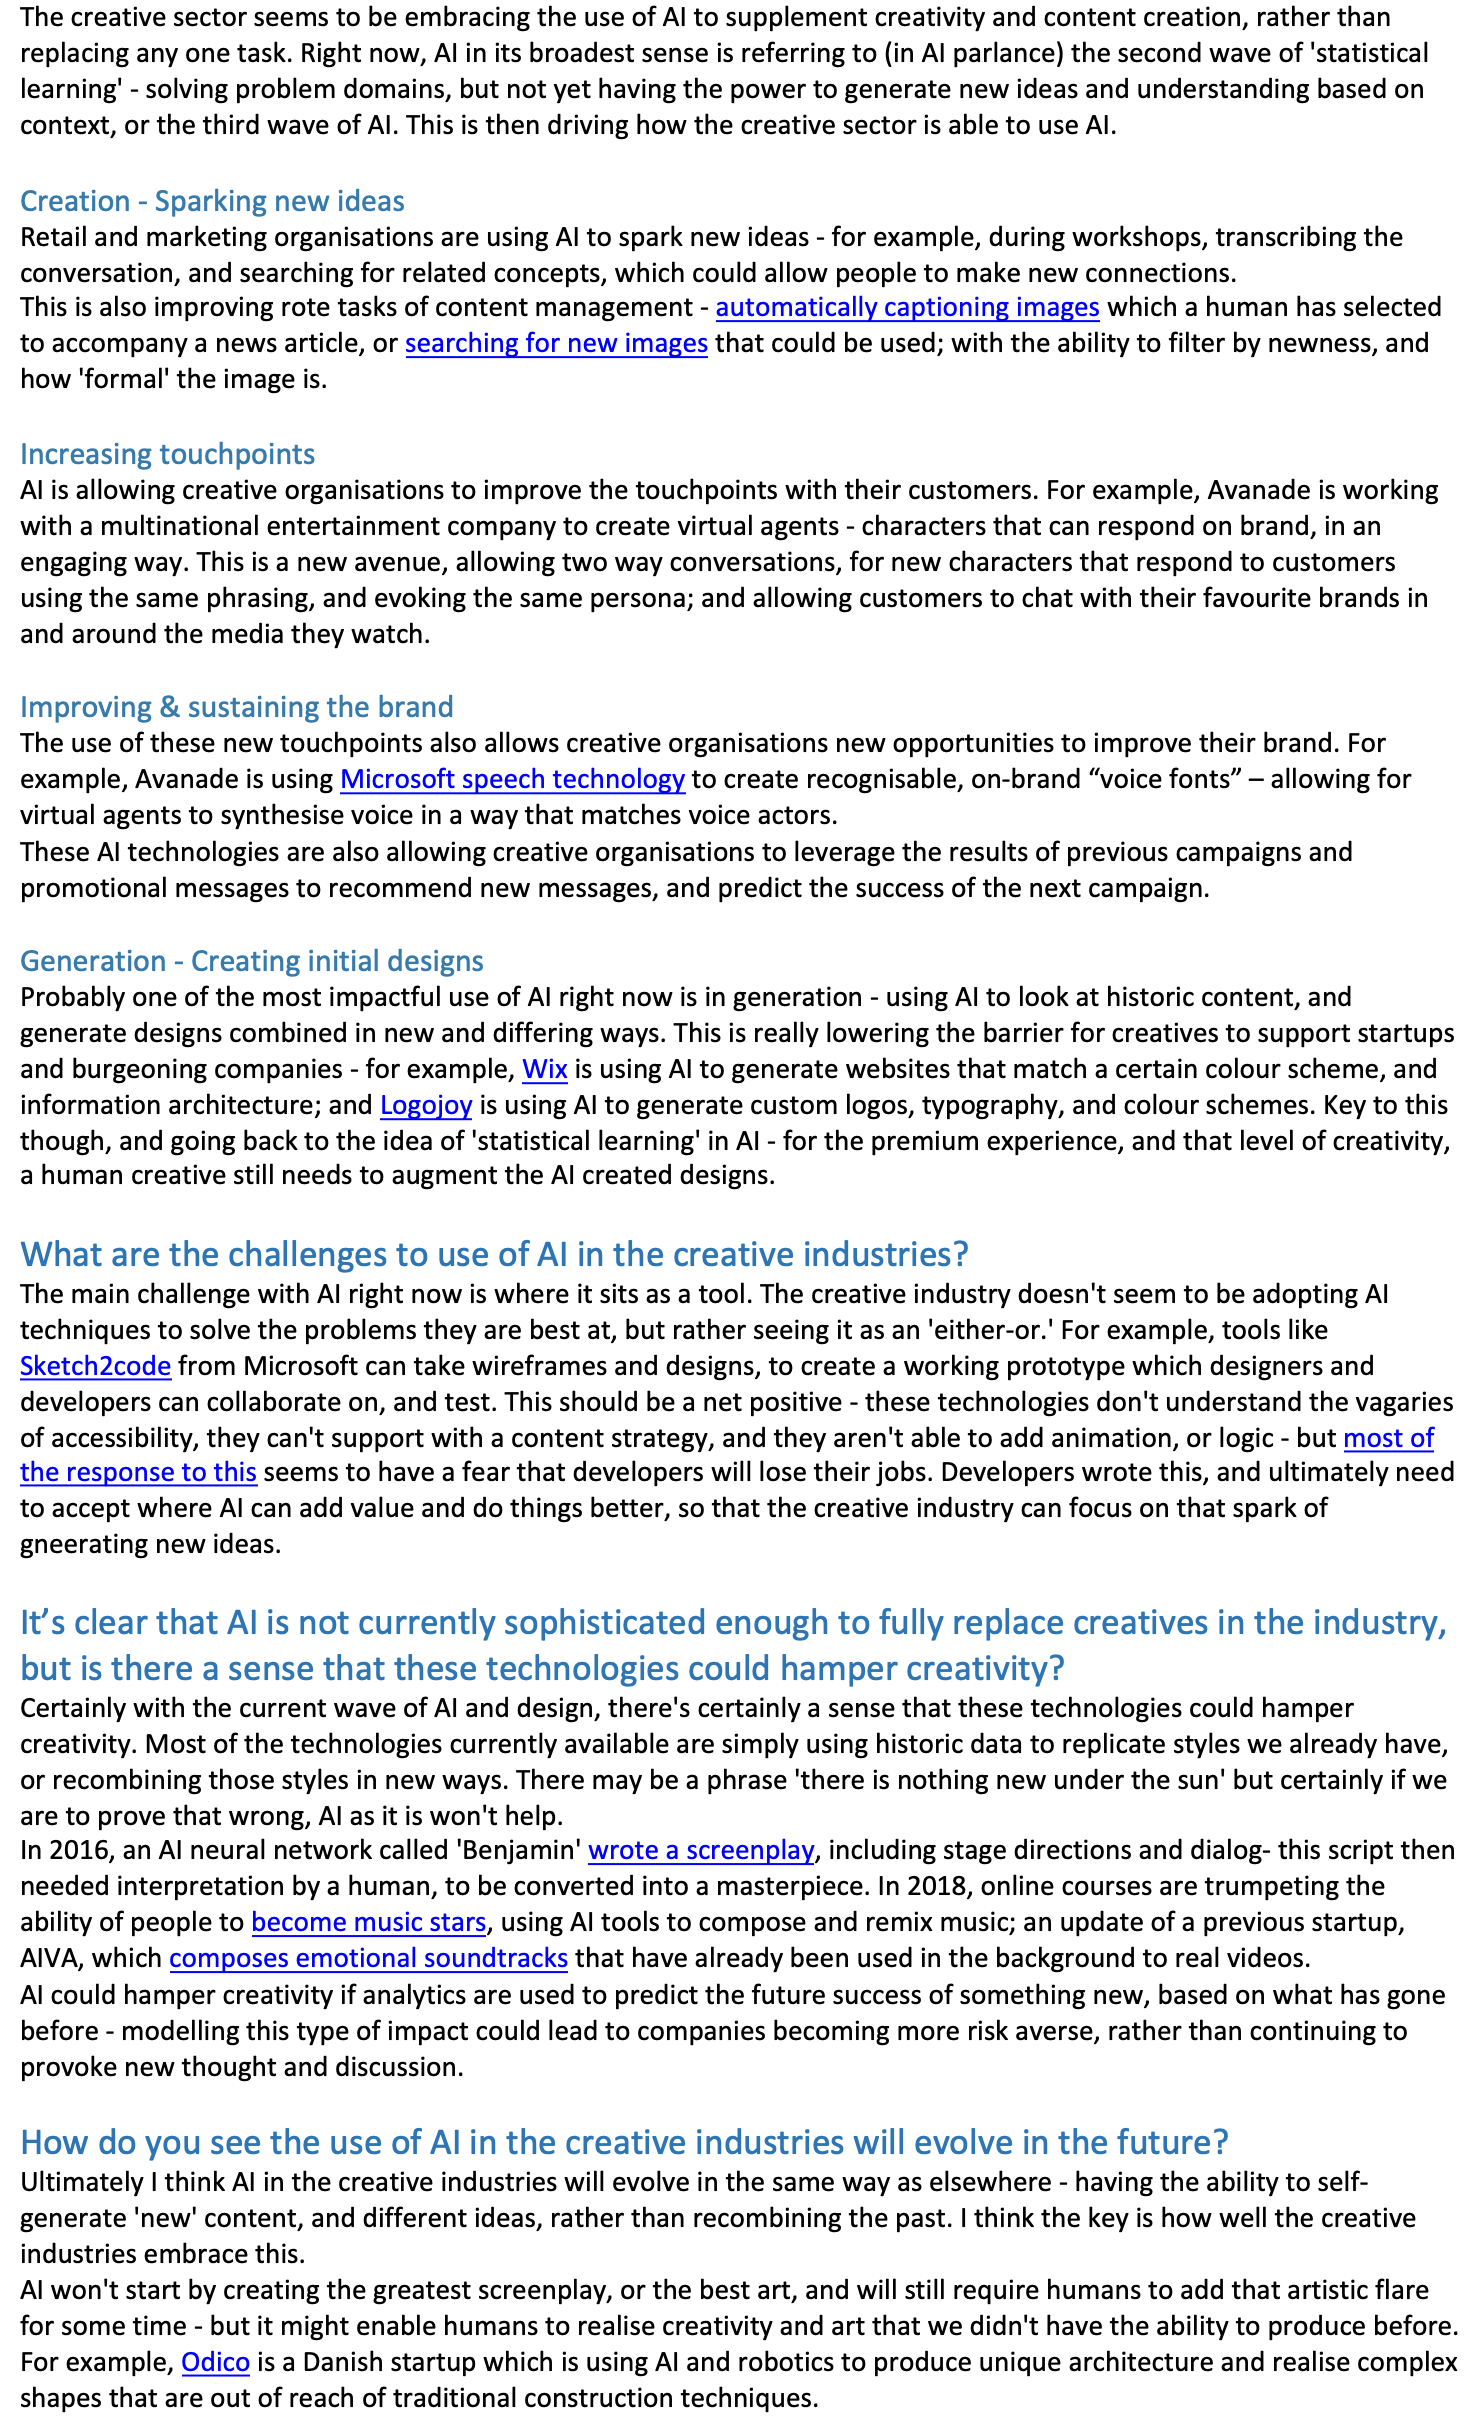 The creative sector seems to be embracing the use of AI to supplement creativity and content creation, rather than
replacing any one task. Right now, AI in its broadest sense is referring to (in AI parlance) the second wave of 'statistical
learning' - solving problem domains, but not yet having the power to generate new ideas and understanding based on
context, or the third wave of AI. This is then driving how the creative sector is able to use AI.
Creation - Sparking new ideas
Retail and marketing organisations are using AI to spark new ideas - for example, during workshops, transcribing the
conversation, and searching for related concepts, which could allow people to make new connections.
This is also improving rote tasks of content management - automatically captioning images which a human has selected
to accompany a news article, or searching for new images that could be used; with the ability to filter by newness, and
how 'formal' the image is.
Increasing touchpoints
AI is allowing creative organisations to improve the touchpoints with their customers. For example, Avanade is working
with a multinational entertainment company to create virtual agents - characters that can respond on brand, in an
engaging way. This is a new avenue, allowing two way conversations, for new characters that respond to customers
using the same phrasing, and evoking the same persona; and allowing customers to chat with their favourite brands in
and around the media they watch.
Improving & sustaining the brand
The use of these new touchpoints also allows creative organisations new opportunities to improve their brand. For
example, Avanade is using Microsoft speech technology to create recognisable, on-brand “voice fonts” – allowing for
virtual agents to synthesise voice in a way that matches voice actors.
These AI technologies are also allowing creative organisations to leverage the results of previous campaigns and
promotional messages to recommend new messages, and predict the success of the next campaign.
Generation - Creating initial designs
Probably one of the most impactful use of AI right now is in generation - using AI to look at historic content, and
generate designs combined in new and differing ways. This is really lowering the barrier for creatives to support startups
and burgeoning companies - for example, Wix is using AI to generate websites that match a certain colour scheme, and
information architecture; and Logojoy is using AI to generate custom logos, typography, and colour schemes. Key to this
though, and going back to the idea of 'statistical learning' in AI - for the premium experience, and that level of creativity,
a human creative still needs to augment the AI created designs.
What are the challenges to use of AI in the creative industries?
The main challenge with AI right now is where it sits as a tool. The creative industry doesn't seem to be adopting AI
techniques to solve the problems they are best at, but rather seeing it as an 'either-or.' For example, tools like
Sketch2code from Microsoft can take wireframes and designs, to create a working prototype which designers and
developers can collaborate on, and test. This should be a net positive - these technologies don't understand the vagaries
of accessibility, they can't support with a content strategy, and they aren't able to add animation, or logic - but most of
the response to this seems to have a fear that developers will lose their jobs. Developers wrote this, and ultimately need
to accept where AI can add value and do things better, so that the creative industry can focus on that spark of
gneerating new ideas.
It’s clear that AI is not currently sophisticated enough to fully replace creatives in the industry,
but is there a sense that these technologies could hamper creativity?
Certainly with the current wave of AI and design, there's certainly a sense that these technologies could hamper
creativity. Most of the technologies currently available are simply using historic data to replicate styles we already have,
or recombining those styles in new ways. There may be a phrase 'there is nothing new under the sun' but certainly if we
are to prove that wrong, AI as it is won't help.
In 2016, an AI neural network called 'Benjamin' wrote a screenplay, including stage directions and dialog- this script then
needed interpretation by a human, to be converted into a masterpiece. In 2018, online courses are trumpeting the
ability of people to become music stars, using AI tools to compose and remix music; an update of a previous startup,
AIVA, which composes emotional soundtracks that have already been used in the background to real videos.
AI could hamper creativity if analytics are used to predict the future success of something new, based on what has gone
before - modelling this type of impact could lead to companies becoming more risk averse, rather than continuing to
provoke new thought and discussion.
How do you see the use of AI in the creative industries will evolve in the future?
Ultimately I think AI in the creative industries will evolve in the same way as elsewhere - having the ability to self-
generate 'new' content, and different ideas, rather than recombining the past. I think the key is how well the creative
industries embrace this.
AI won't start by creating the greatest screenplay, or the best art, and will still require humans to add that artistic flare
for some time - but it might enable humans to realise creativity and art that we didn't have the ability to produce before.
For example, Odico is a Danish startup which is using AI and robotics to produce unique architecture and realise complex
shapes that are out of reach of traditional construction techniques.